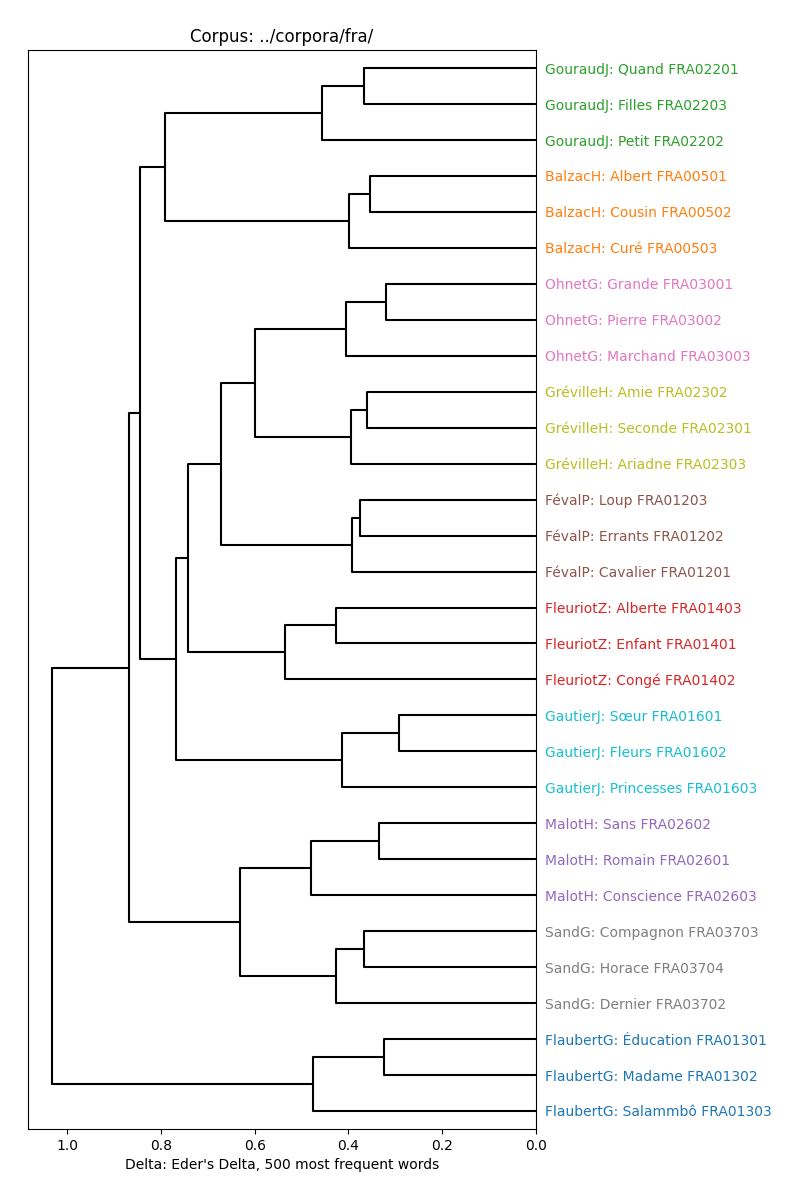 Corpus: ../corpora/fra/
GouraudJ: Quand FRA02201
GouraudJ: Filles FRA02203
GouraudJ: Petit FRA02202
BalzacH: Albert FRA00501
BalzacH: Cousin FRA00502
BalzacH: Curé FRA00503
OhnetG: Grande FRA03001
OhnetG: Pierre FRA03002
OhnetG: Marchand FRA03003
GrévilleH: Amie FRA02302
GrévilleH: Seconde FRA02301
GrévilleH: Ariadne FRA02303
FévalP: Loup FRA01203
FévalP: Errants FRA01202
FévalP: Cavalier FRA01201
FleuriotZ: Alberte FRA01403
FleuriotZ: Enfant FRA01401
FleuriotZ: Congé FRA01402
GautierJ: Sœur FRA01601
GautierJ: Fleurs FRA01602
GautierJ: Princesses FRA01603
MalotH: Sans FRA02602
MalotH: Romain FRA02601
MalotH: Conscience FRA02603
SandG: Compagnon FRA03703
SandG: Horace FRA03704
SandG: Dernier FRA03702
FlaubertG: Éducation FRA01301
FlaubertG: Madame FRA01302
FlaubertG: Salammbô FRA01303
1.0 0.8 0.6 0.4 0.2 0.0
Delta: Eder's Delta, 500 most frequent words